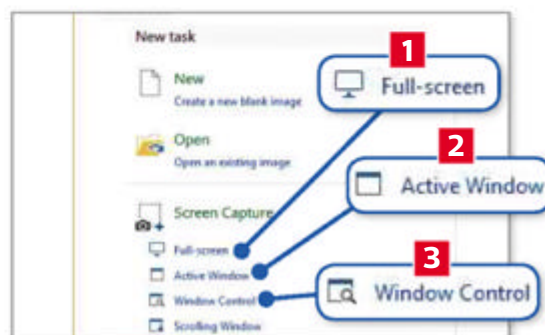 New task
1
New
Create a new blank image
Full-screen
Open
Open an existing image
2
Active Window
Screen Capture
Full-screen
Active Window
3
Window Control
Window Control
Scrolling Window